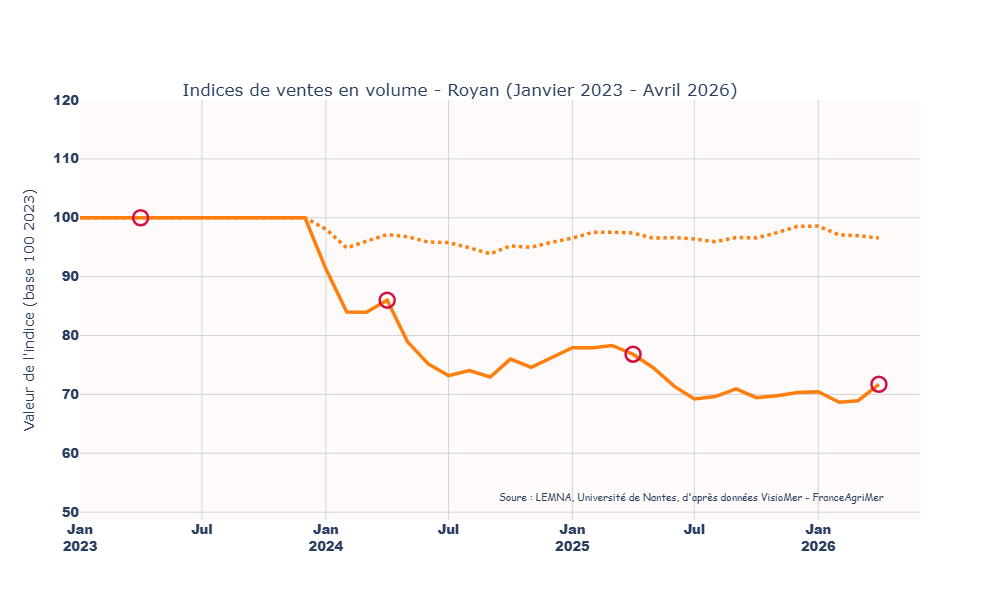 Indices de ventes en volume - Royan (Janvier 2023 - Avril 2026)
120
110
100
90
80
70
60
50
Valeur de l'indice (base 100 2023)
Soure : LEMNA, Université de Nantes, d'après données VisioMer - FranceAgriMer
Jan Jul Jan Jul Jan Jul Jan
2023 2024 2025 2026